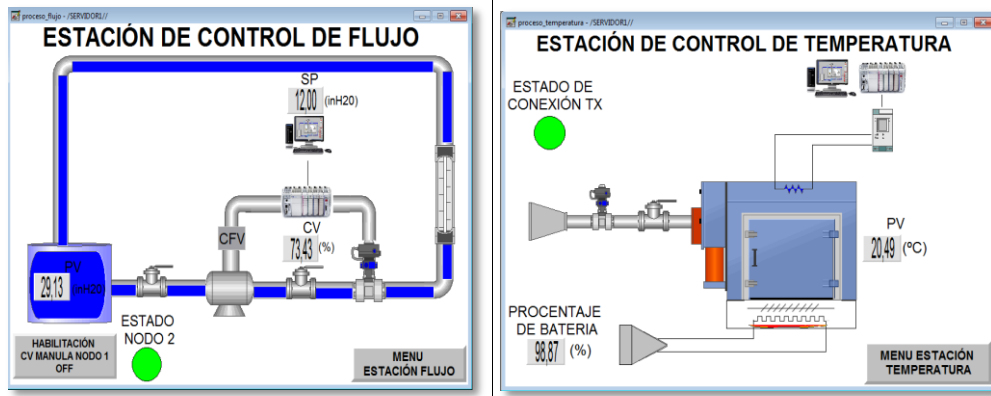 proceso_flujo - /SERVIDOR1//
ESTACIÓN DE CONTROL DE FLUJO
SP
12,00 (inH20)
CFV
CV
73,43 (%)
PV
29,13 (inH20)
ESTADO
NODO 2
HABILITACIÓN
CV MANULA NODO 1
OFF
MENU
ESTACIÓN FLUJO
proceso_temperatura - /SERVIDOR1//
ESTACIÓN DE CONTROL DE TEMPERATURA
ESTADO DE
CONEXIÓN TX
PV
20,49 (ºC)
PROCENTAJE
DE BATERIA
98,87 (%)
MENU ESTACIÓN
TEMPERATURA